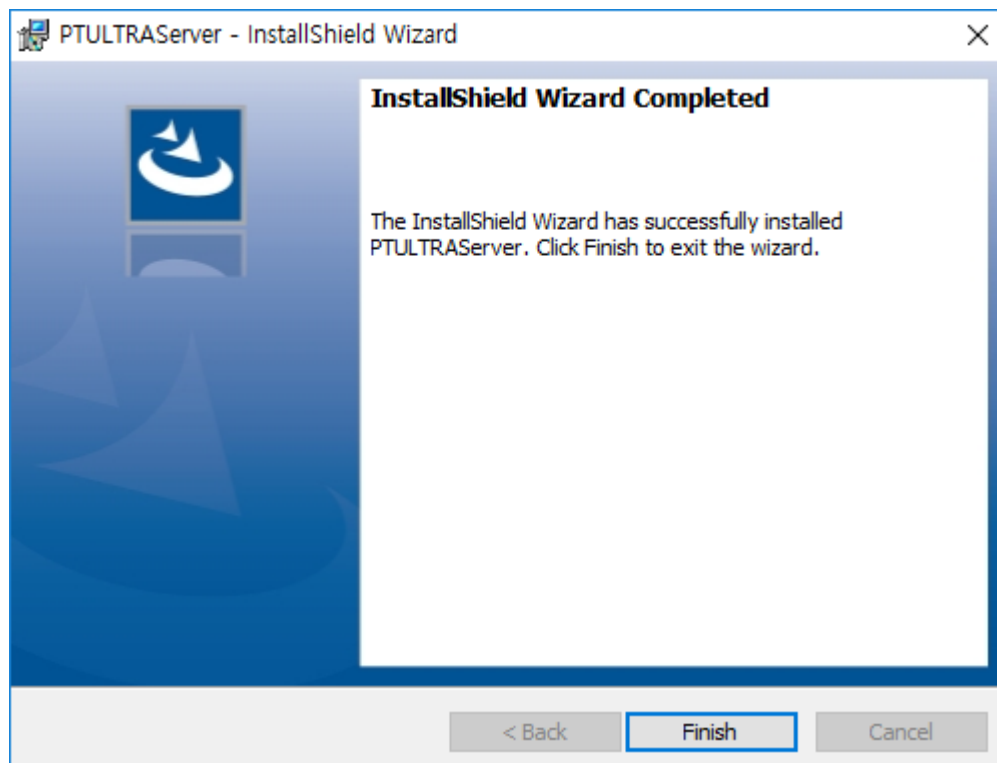 PTULTRAServer - InstallShield Wizard
InstallShield Wizard Completed
The InstallShield Wizard has successfully installed
PTULTRAServer. Click Finish to exit the wizard.
< Back
Finish
Cancel